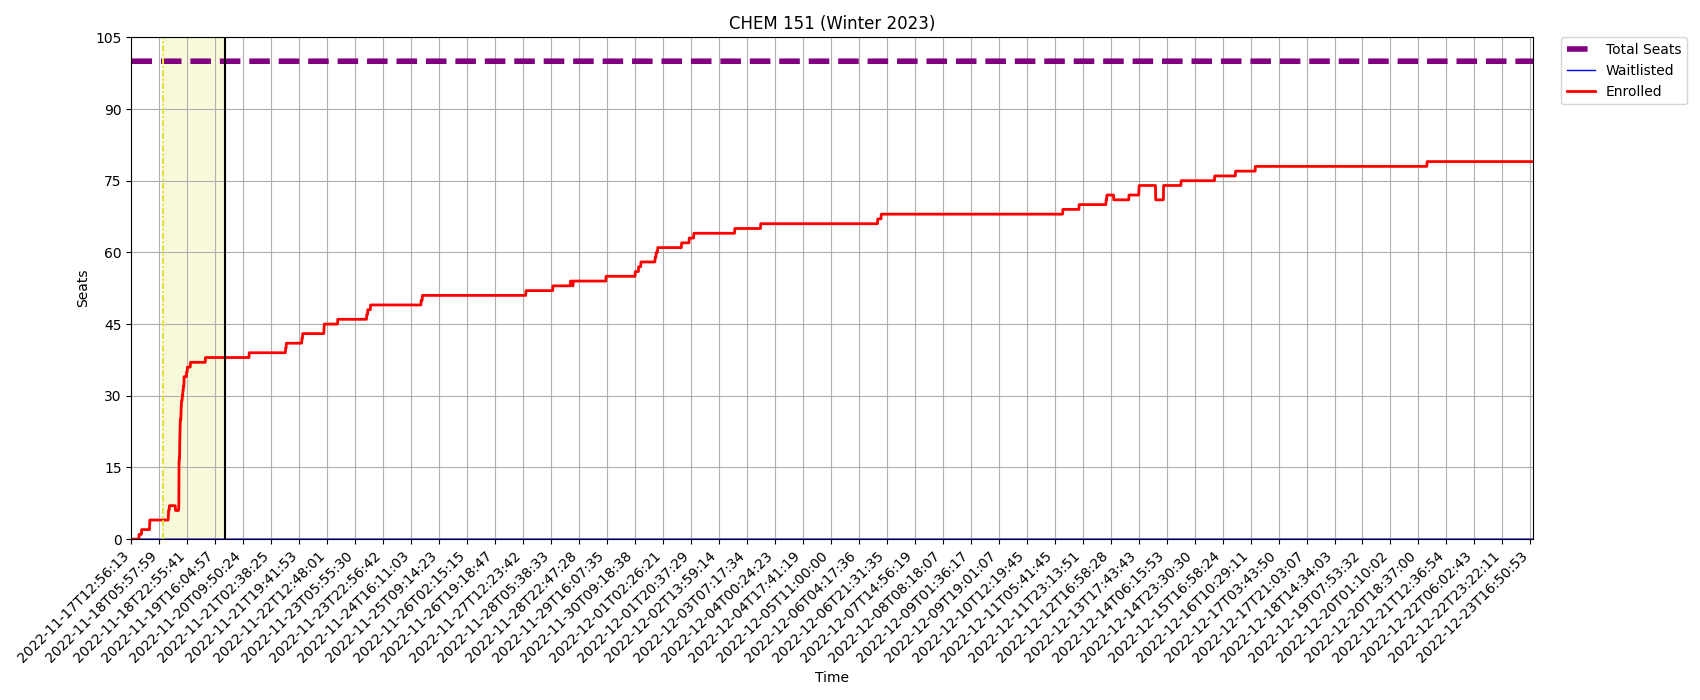 CHEM 151 (Winter 2023)
Total Seats
Waitlisted
Enrolled
105
90
75
60
45
30
15
0
Seats
2022-11-17T12:56:13
2022-11-18T05:57:59
2022-11-18T22:55:41
2022-11-19T16:04:57
2022-11-20T09:50:24
2022-11-21T02:38:25
2022-11-21T19:41:53
2022-11-22T12:48:01
2022-11-23T05:55:30
2022-11-23T22:56:42
2022-11-24T16:11:03
2022-11-25T09:14:23
2022-11-26T02:15:15
2022-11-26T19:18:47
2022-11-27T12:23:42
2022-11-28T05:38:33
2022-11-28T22:47:28
2022-11-29T16:07:35
2022-11-30T09:18:38
2022-12-01T02:26:21
2022-12-01T20:37:29
2022-12-02T13:59:14
2022-12-03T07:17:34
2022-12-04T00:24:23
2022-12-04T17:41:19
2022-12-05T11:00:00
2022-12-06T04:17:36
2022-12-06T21:31:35
2022-12-07T14:56:19
2022-12-08T08:18:07
2022-12-09T01:36:17
2022-12-09T19:01:07
2022-12-10T12:19:45
2022-12-11T05:41:45
2022-12-11T23:13:51
2022-12-12T16:58:28
2022-12-13T17:43:43
2022-12-14T06:15:53
2022-12-14T23:30:30
2022-12-15T16:58:24
2022-12-16T10:29:11
2022-12-17T03:43:50
2022-12-17T21:03:07
2022-12-18T14:34:03
2022-12-19T07:53:32
2022-12-20T01:10:02
2022-12-20T18:37:00
2022-12-21T12:36:54
2022-12-22T06:02:43
2022-12-22T23:22:11
2022-12-23T16:50:53
Time